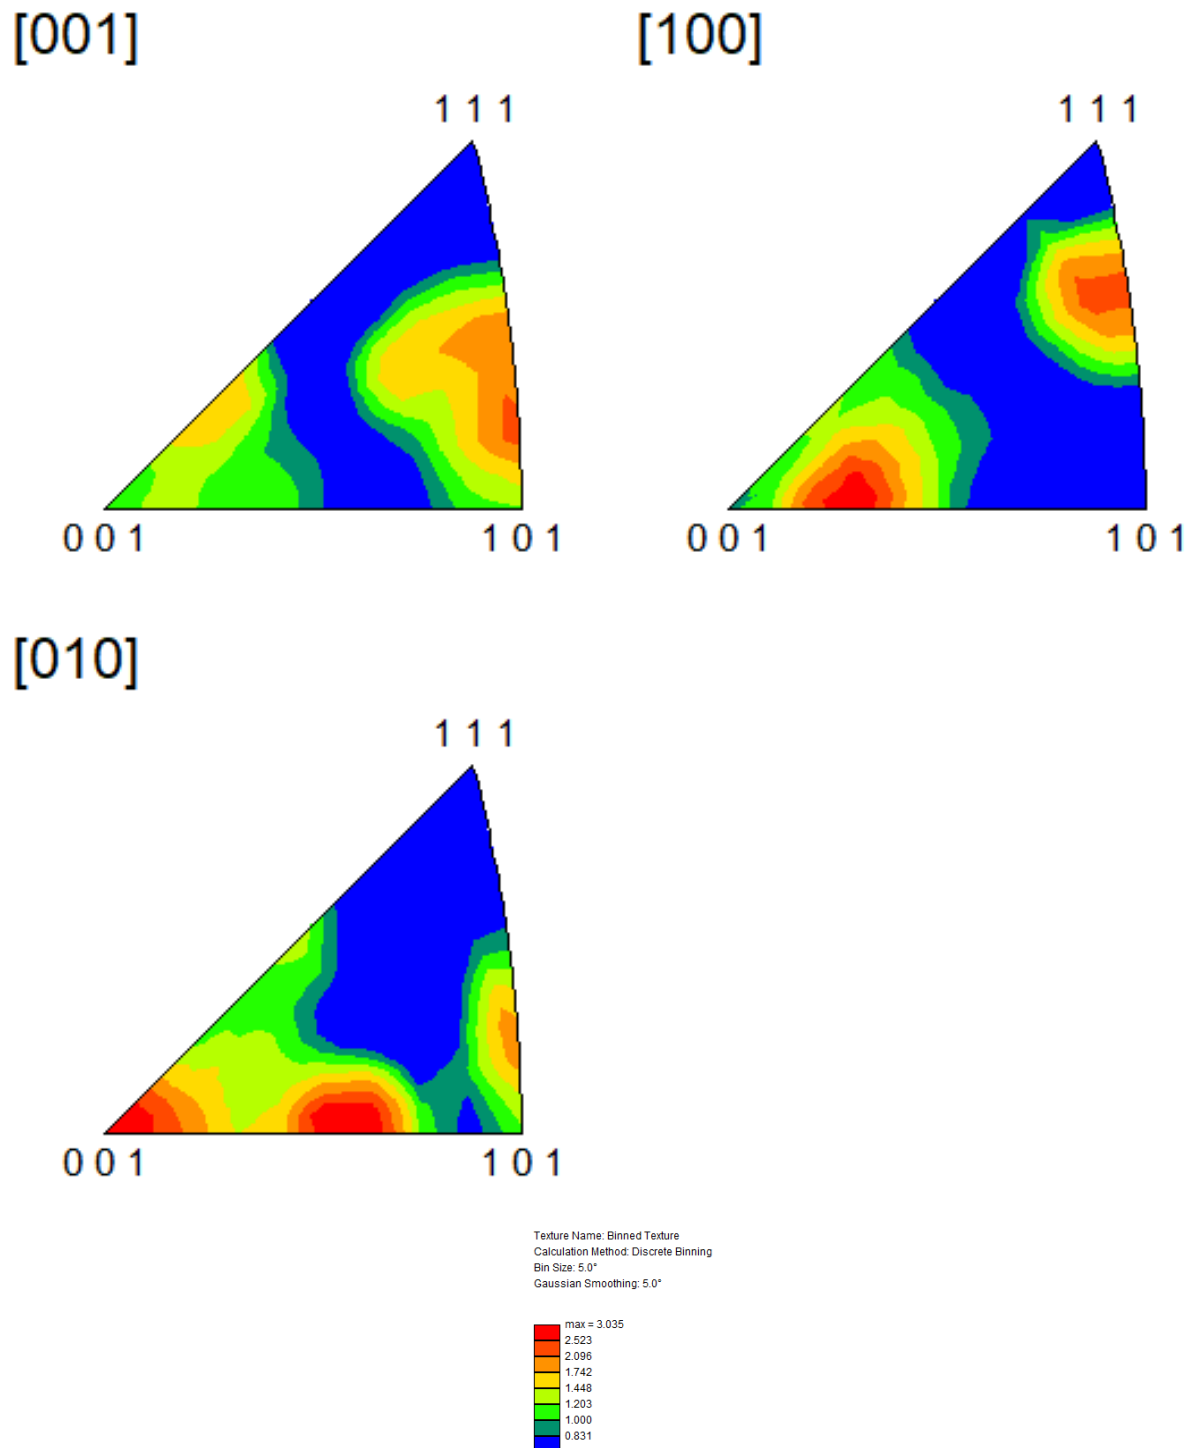 [001]
[100]
1 1 1
1 1 1
0 0 1
1 0 1
0 0 1
1 0 1
[010]
1 1 1
0 0 1
1 0 1
Texture Name: Binned Texture
Calculation Method: Discrete Binning
Bin Size: 5.0°
Gaussian Smoothing: 5.0°
max = 3.035
2.523
2.096
1.742
1.448
1.203
1.000
0.831